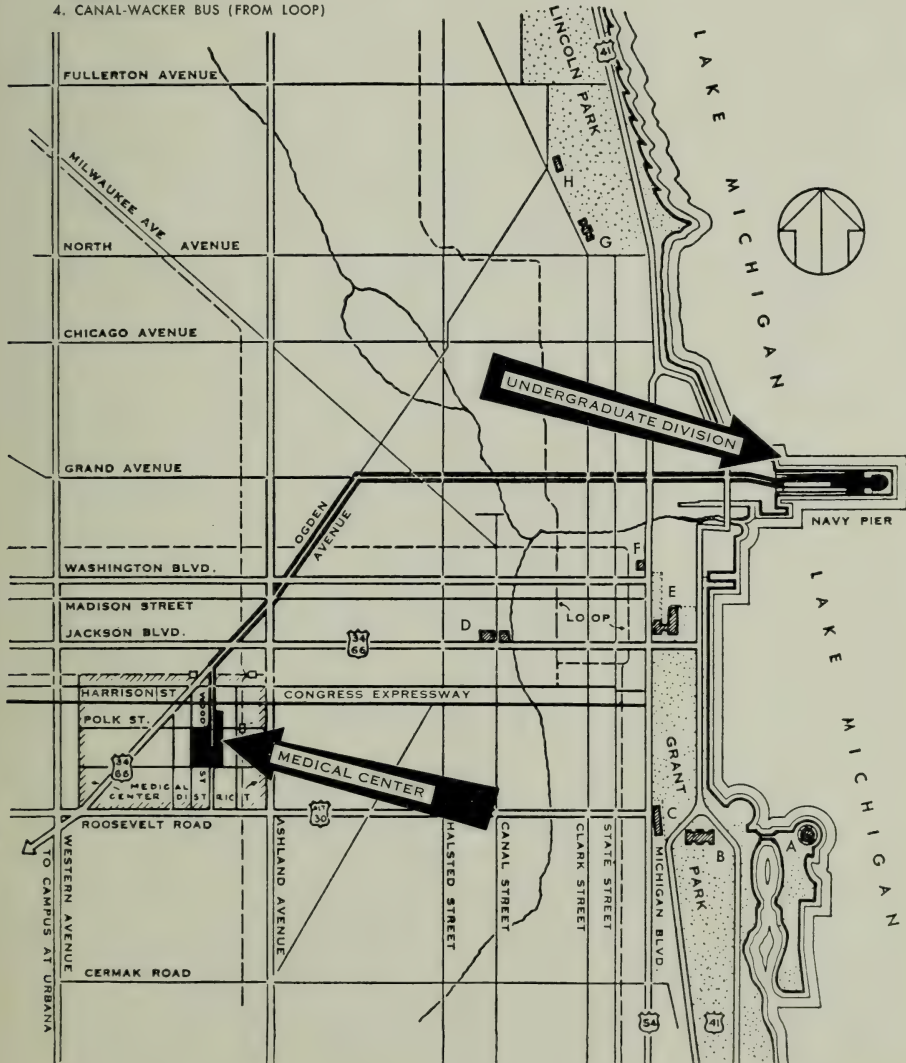 4. CANAL-WACKER BUS (FROM LOOP)
FULLERTON AVENUE
LINCOLN PARK
41
LAKE MICHIGAN
MILWAUKEE AVE
H
G
NORTH AVENUE
CHICAGO AVENUE
UNDERGRADUATE DIVISION
GRAND AVENUE
OGDEN AVENUE
NAVY PIER
WASHINGTON BLVD.
F
MADISON STREET
E
LOOP
D
JACKSON BLVD.
34
66
LAKE MICHIGAN
HARRISON ST
WOOD ST
CONGRESS EXPRESSWAY
POLK ST.
34
66
MEDICAL CENTER
MEDICAL
CENTER DISTRICT
GRANT PARK
C
30
ROOSEVELT ROAD
A
B
TO CAMPUS AT URBANA
WESTERN AVENUE
ASHLAND AVENUE
HALSTED STREET
CANAL STREET
CLARK STREET
STATE STREET
MICHIGAN BLVD.
CERMAK ROAD
54
41